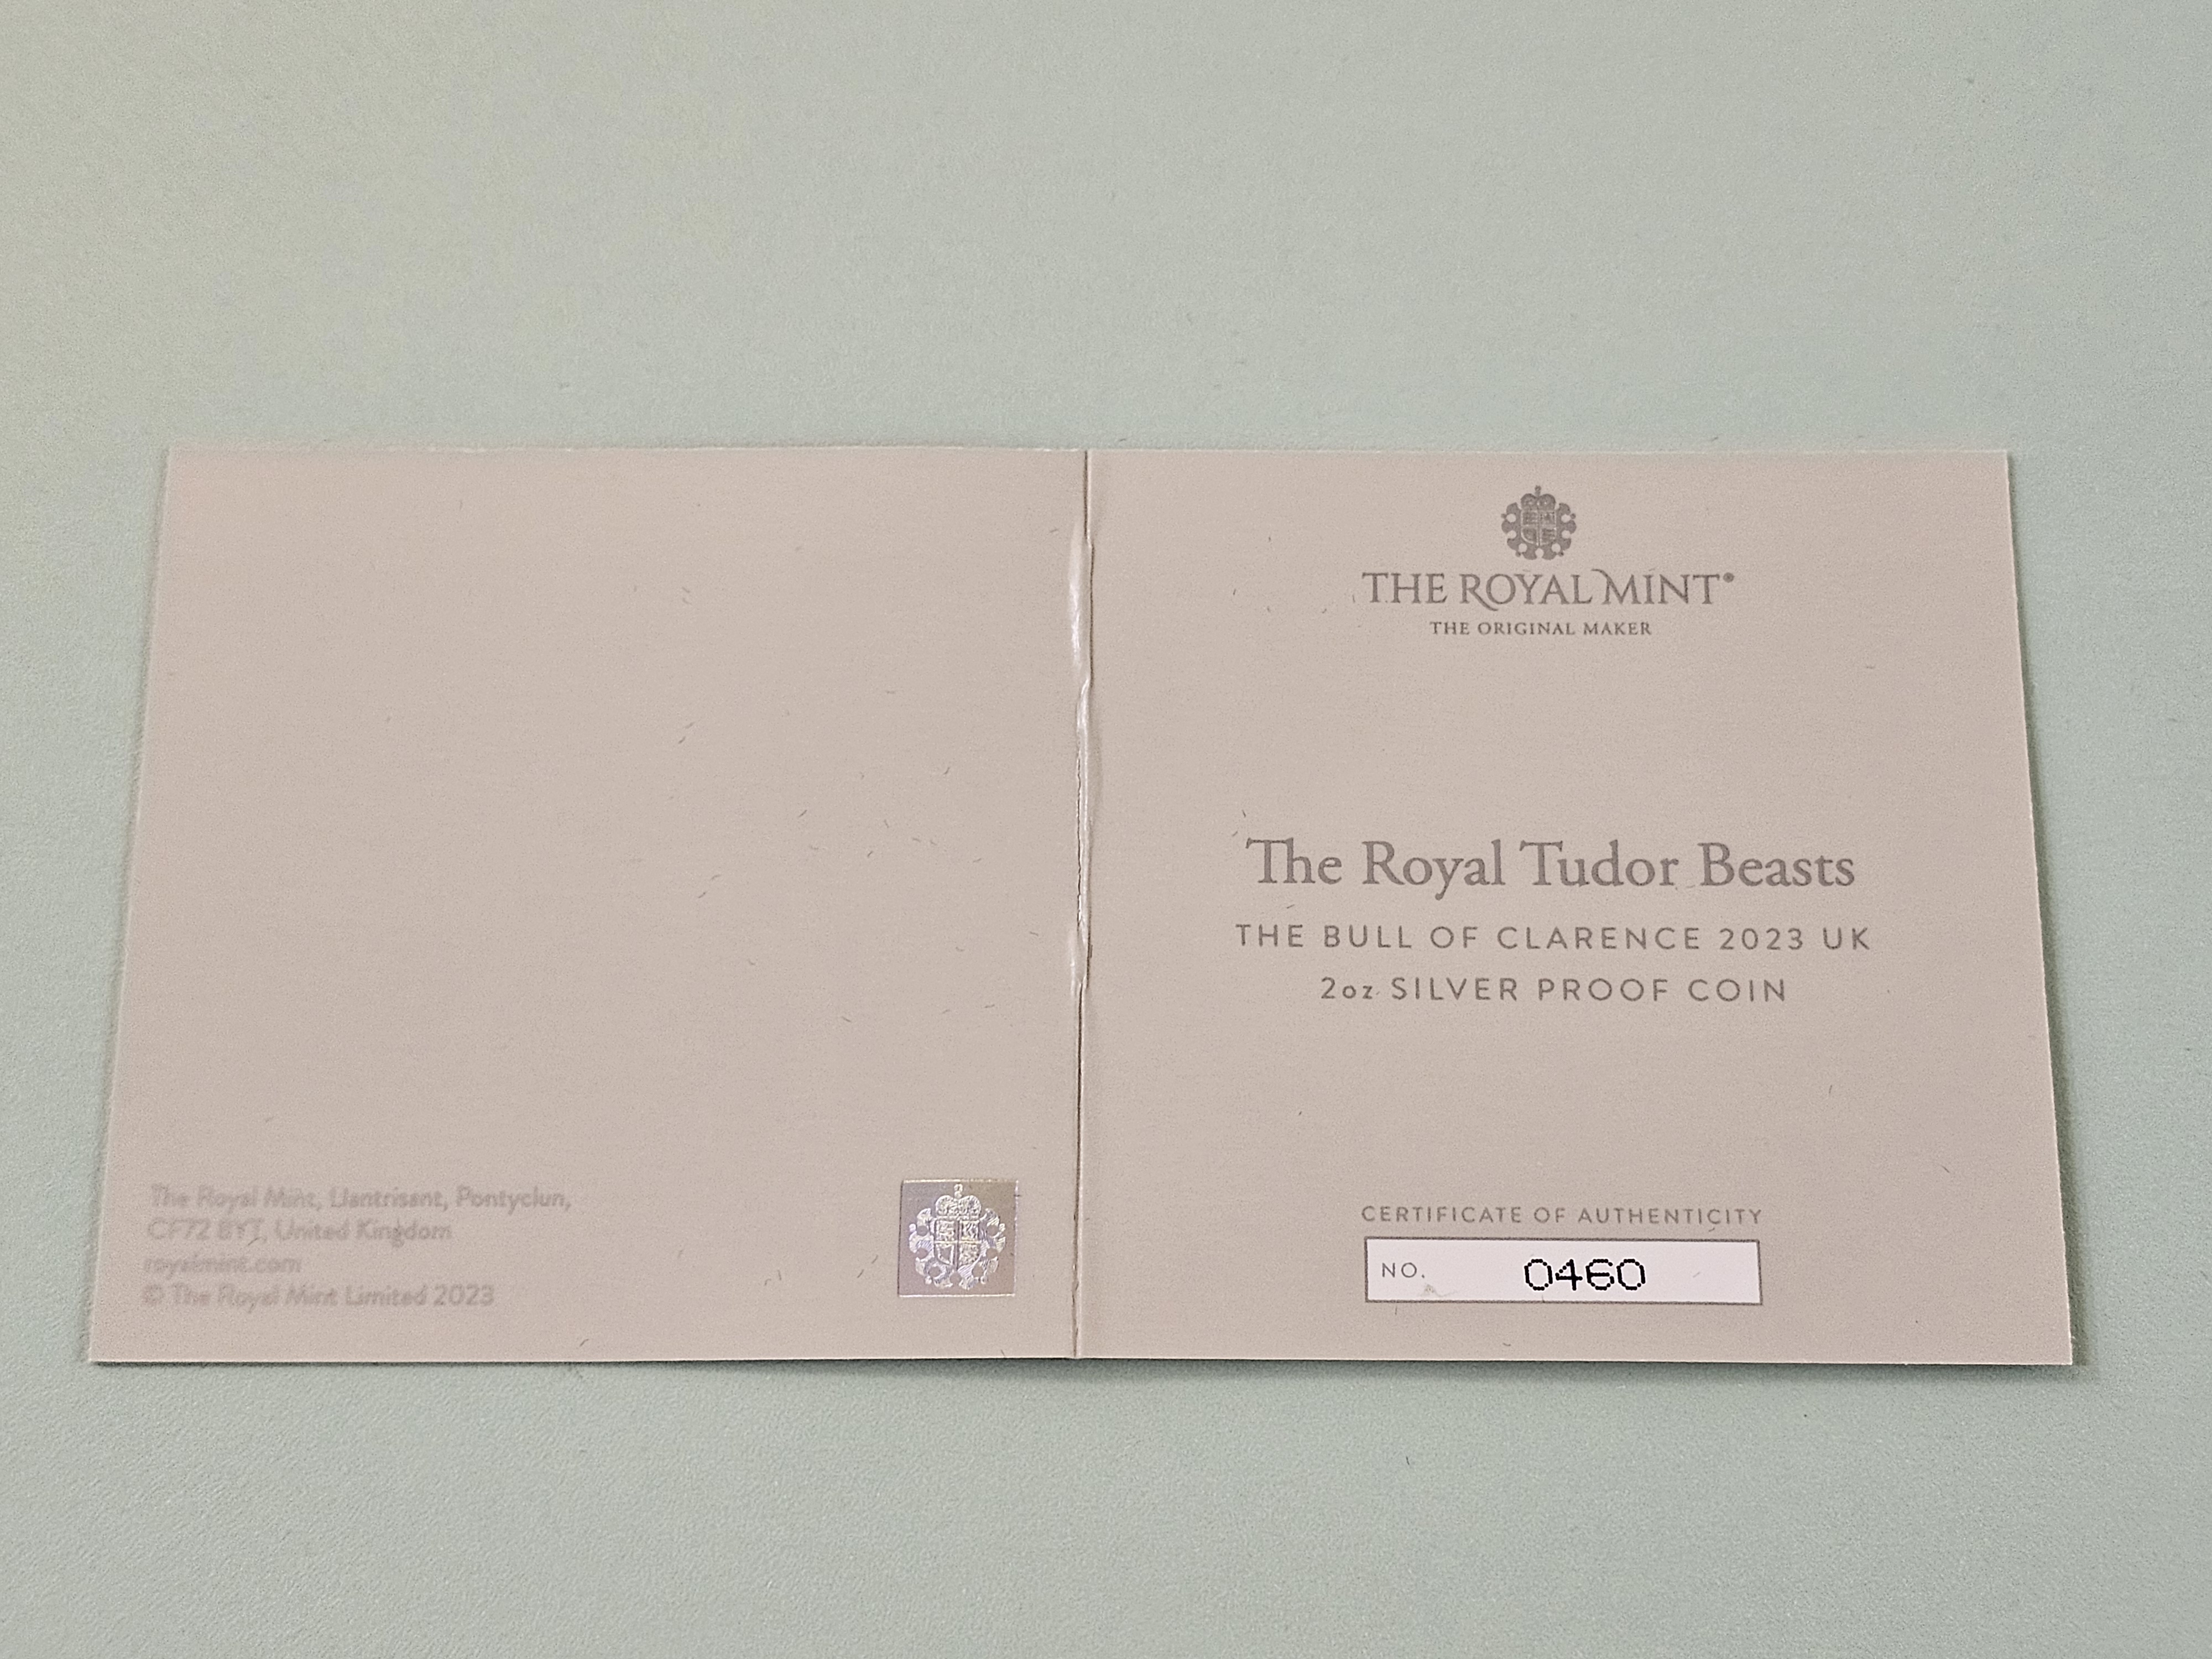 The Royal Mint, Llantrisant, Pontyclun,
CF72 8YT, United Kingdom
royalmint.com
© The Royal Mint Limited 2023
THE ROYAL MINT®
THE ORIGINAL MAKER
The Royal Tudor Beasts
THE BULL OF CLARENCE 2023 UK
2oz SILVER PROOF COIN
CERTIFICATE OF AUTHENTICITY
NO. 0460